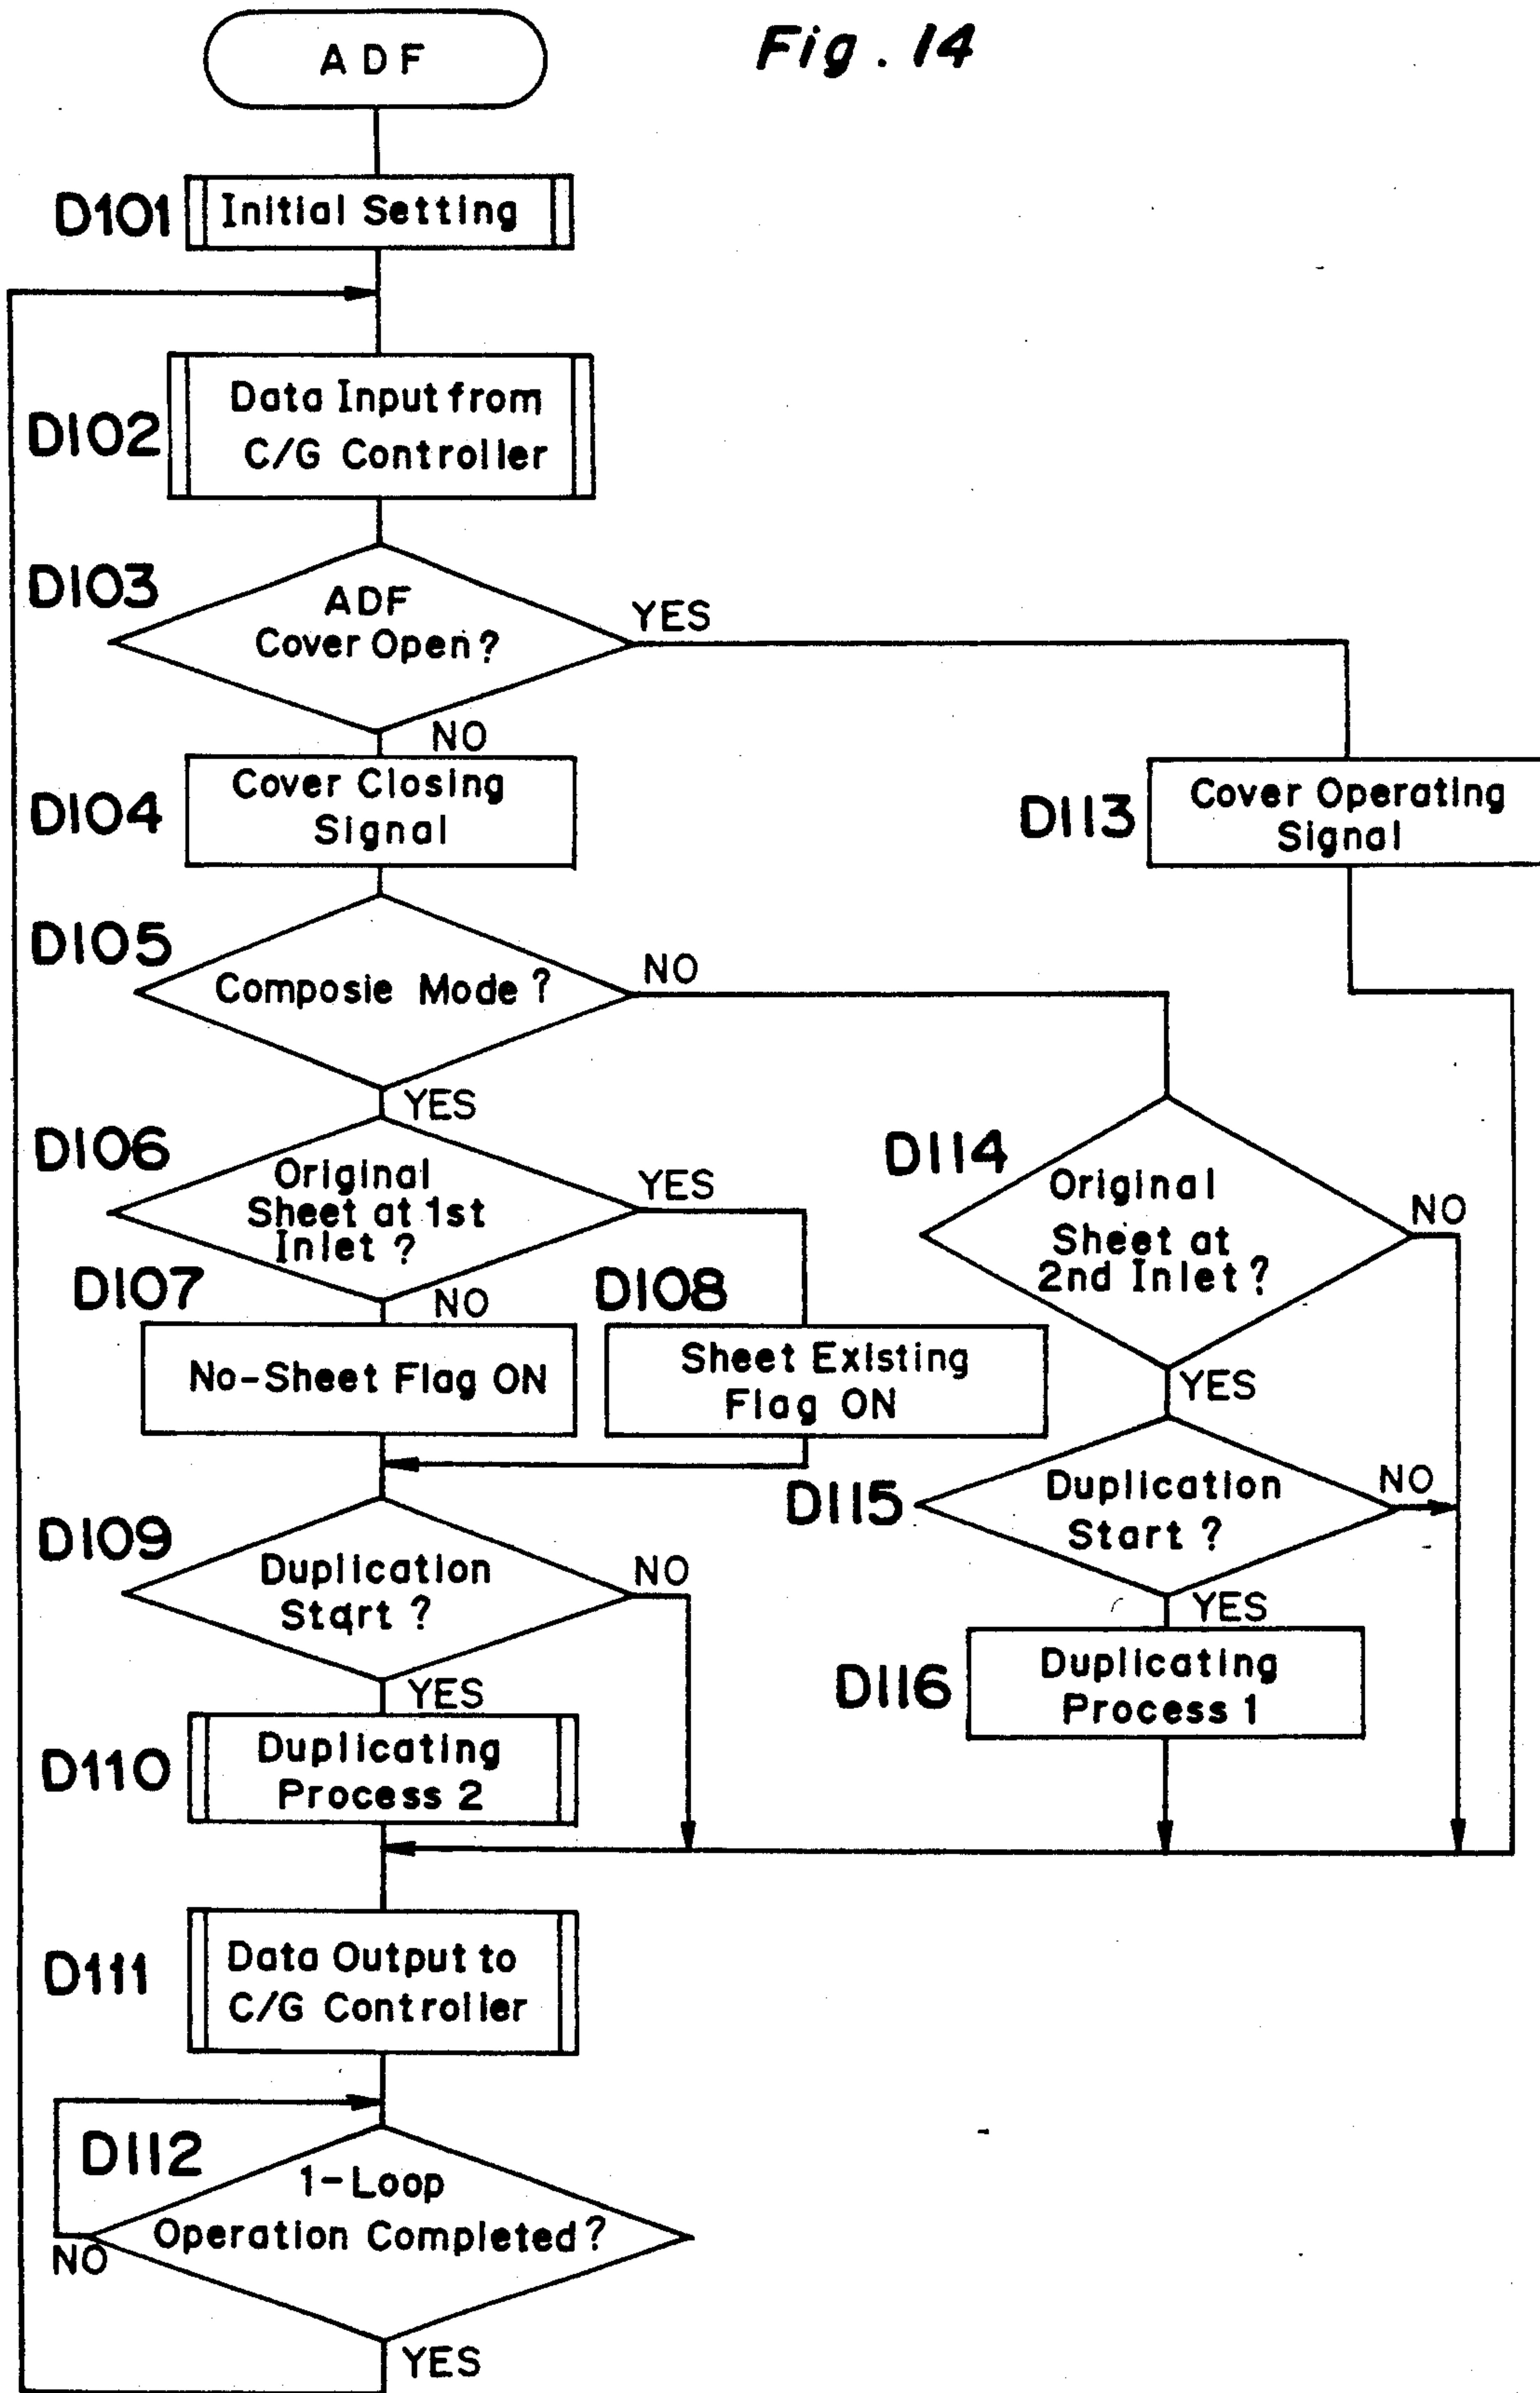 Fig. 14
ADF
D101
Initial Setting
D102
Data Input from
C/G Controller
D103
ADF
Cover Open?
YES
NO
D104
Cover Closing
Signal
D113
Cover Operating
Signal
D105
Composie Mode?
NO
YES
D106
Original
Sheet at 1st
Inlet?
YES
NO
D114
Original
Sheet at
2nd Inlet?
NO
YES
D107
No-Sheet Flag ON
D108
Sheet Existing
Flag ON
D115
Duplication
Start?
NO
YES
D109
Duplication
Start?
NO
YES
D116
Duplicating
Process 1
D110
Duplicating
Process 2
D111
Data Output to
C/G Controller
D112
1-Loop
Operation Completed?
NO
YES